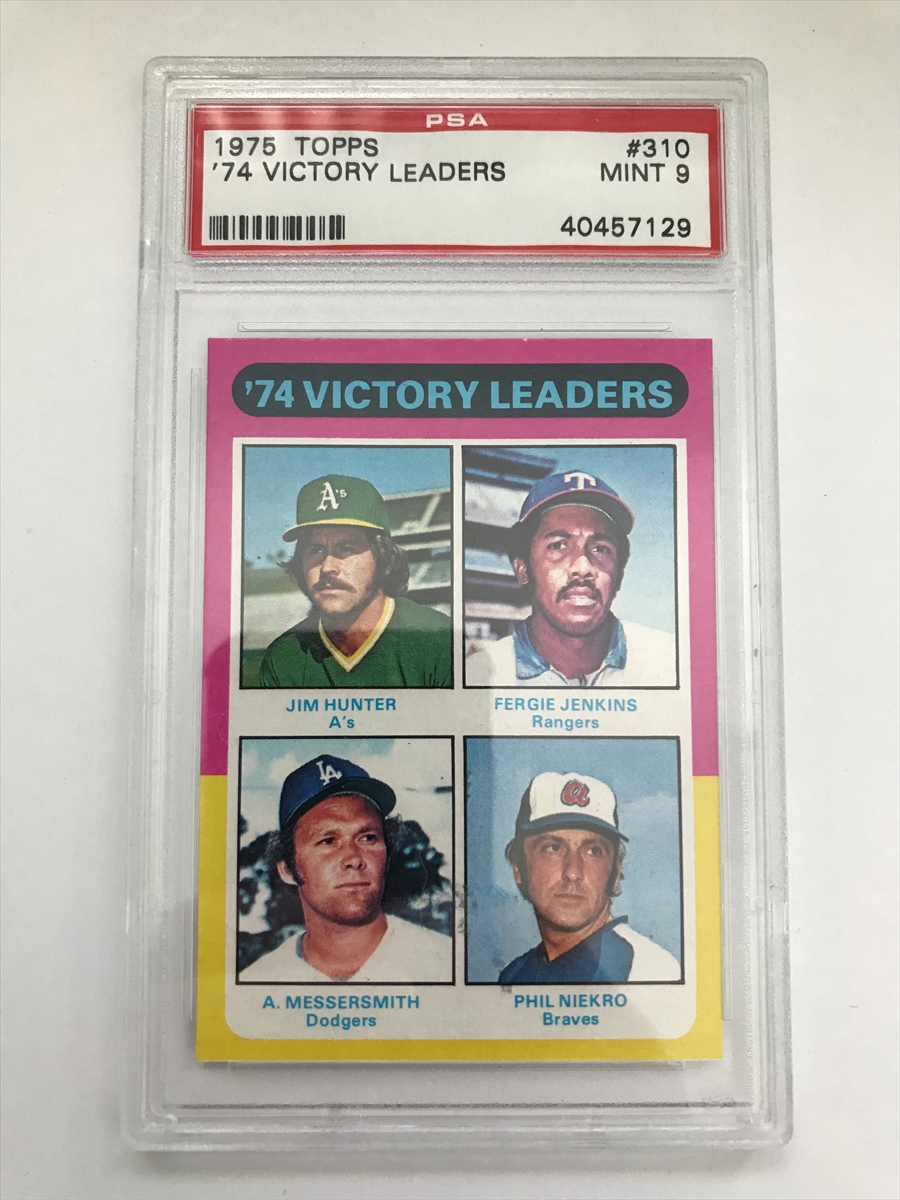 PSA
1975 TOPPS #310
'74 VICTORY LEADERS MINT 9
40457129
'74 VICTORY LEADERS
A's
T
JIM HUNTER FERGIE JENKINS
A's Rangers
LA
a
A. MESSERSMITH PHIL NIEKRO
Dodgers Braves